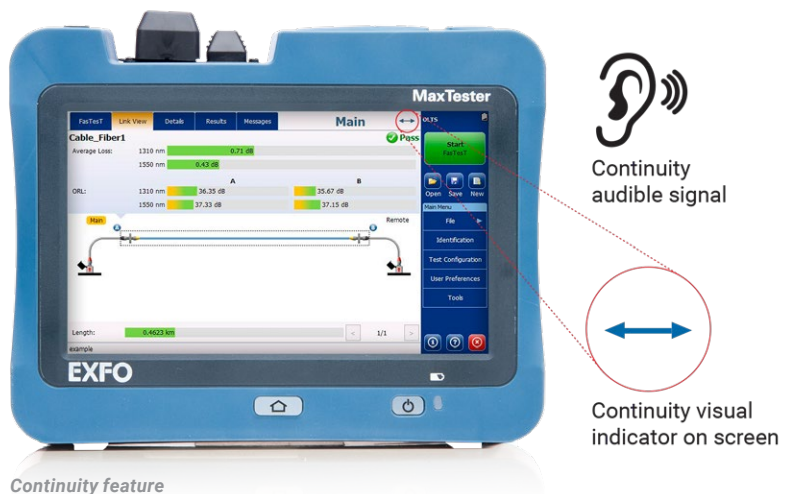 MaxTester
FasTesT Link View Details Results Messages Main OLTS
Cable_Fiber1 Pass
Start
FasTesT
Average Loss: 1310 nm 0.71 dB
1550 nm 0.43 dB
A B
ORL: 1310 nm 36.35 dB 35.67 dB
1550 nm 37.33 dB 37.15 dB
Open Save New
Main Menu
File
Identification
Test Configuration
User Preferences
Tools
Main Remote
A B
Length: 0.4623 km < 1/1 >
example
EXFO
Continuity
audible signal
Continuity visual
indicator on screen
Continuity feature